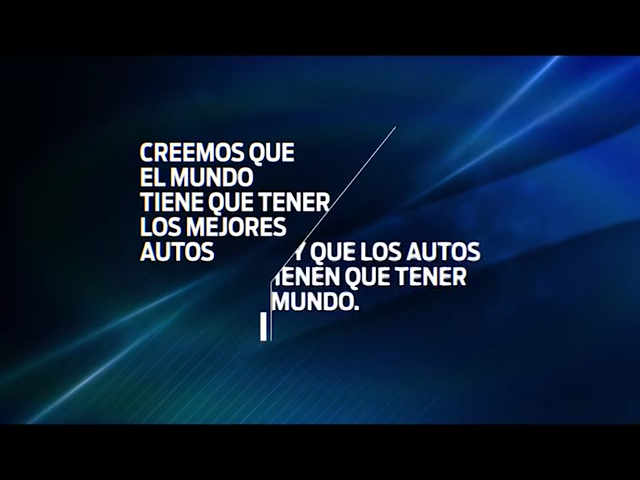 CREEMOS QUE
EL MUNDO
TIENE QUE TENER
LOS MEJORES
AUTOS
Y QUE LOS AUTOS
IENEN QUE TENER
MUNDO.